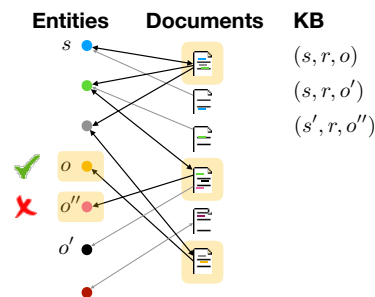 Entities Documents KB
s
(s, r, o)
(s, r, o′)
(s′, r, o″)
o
o″
o′